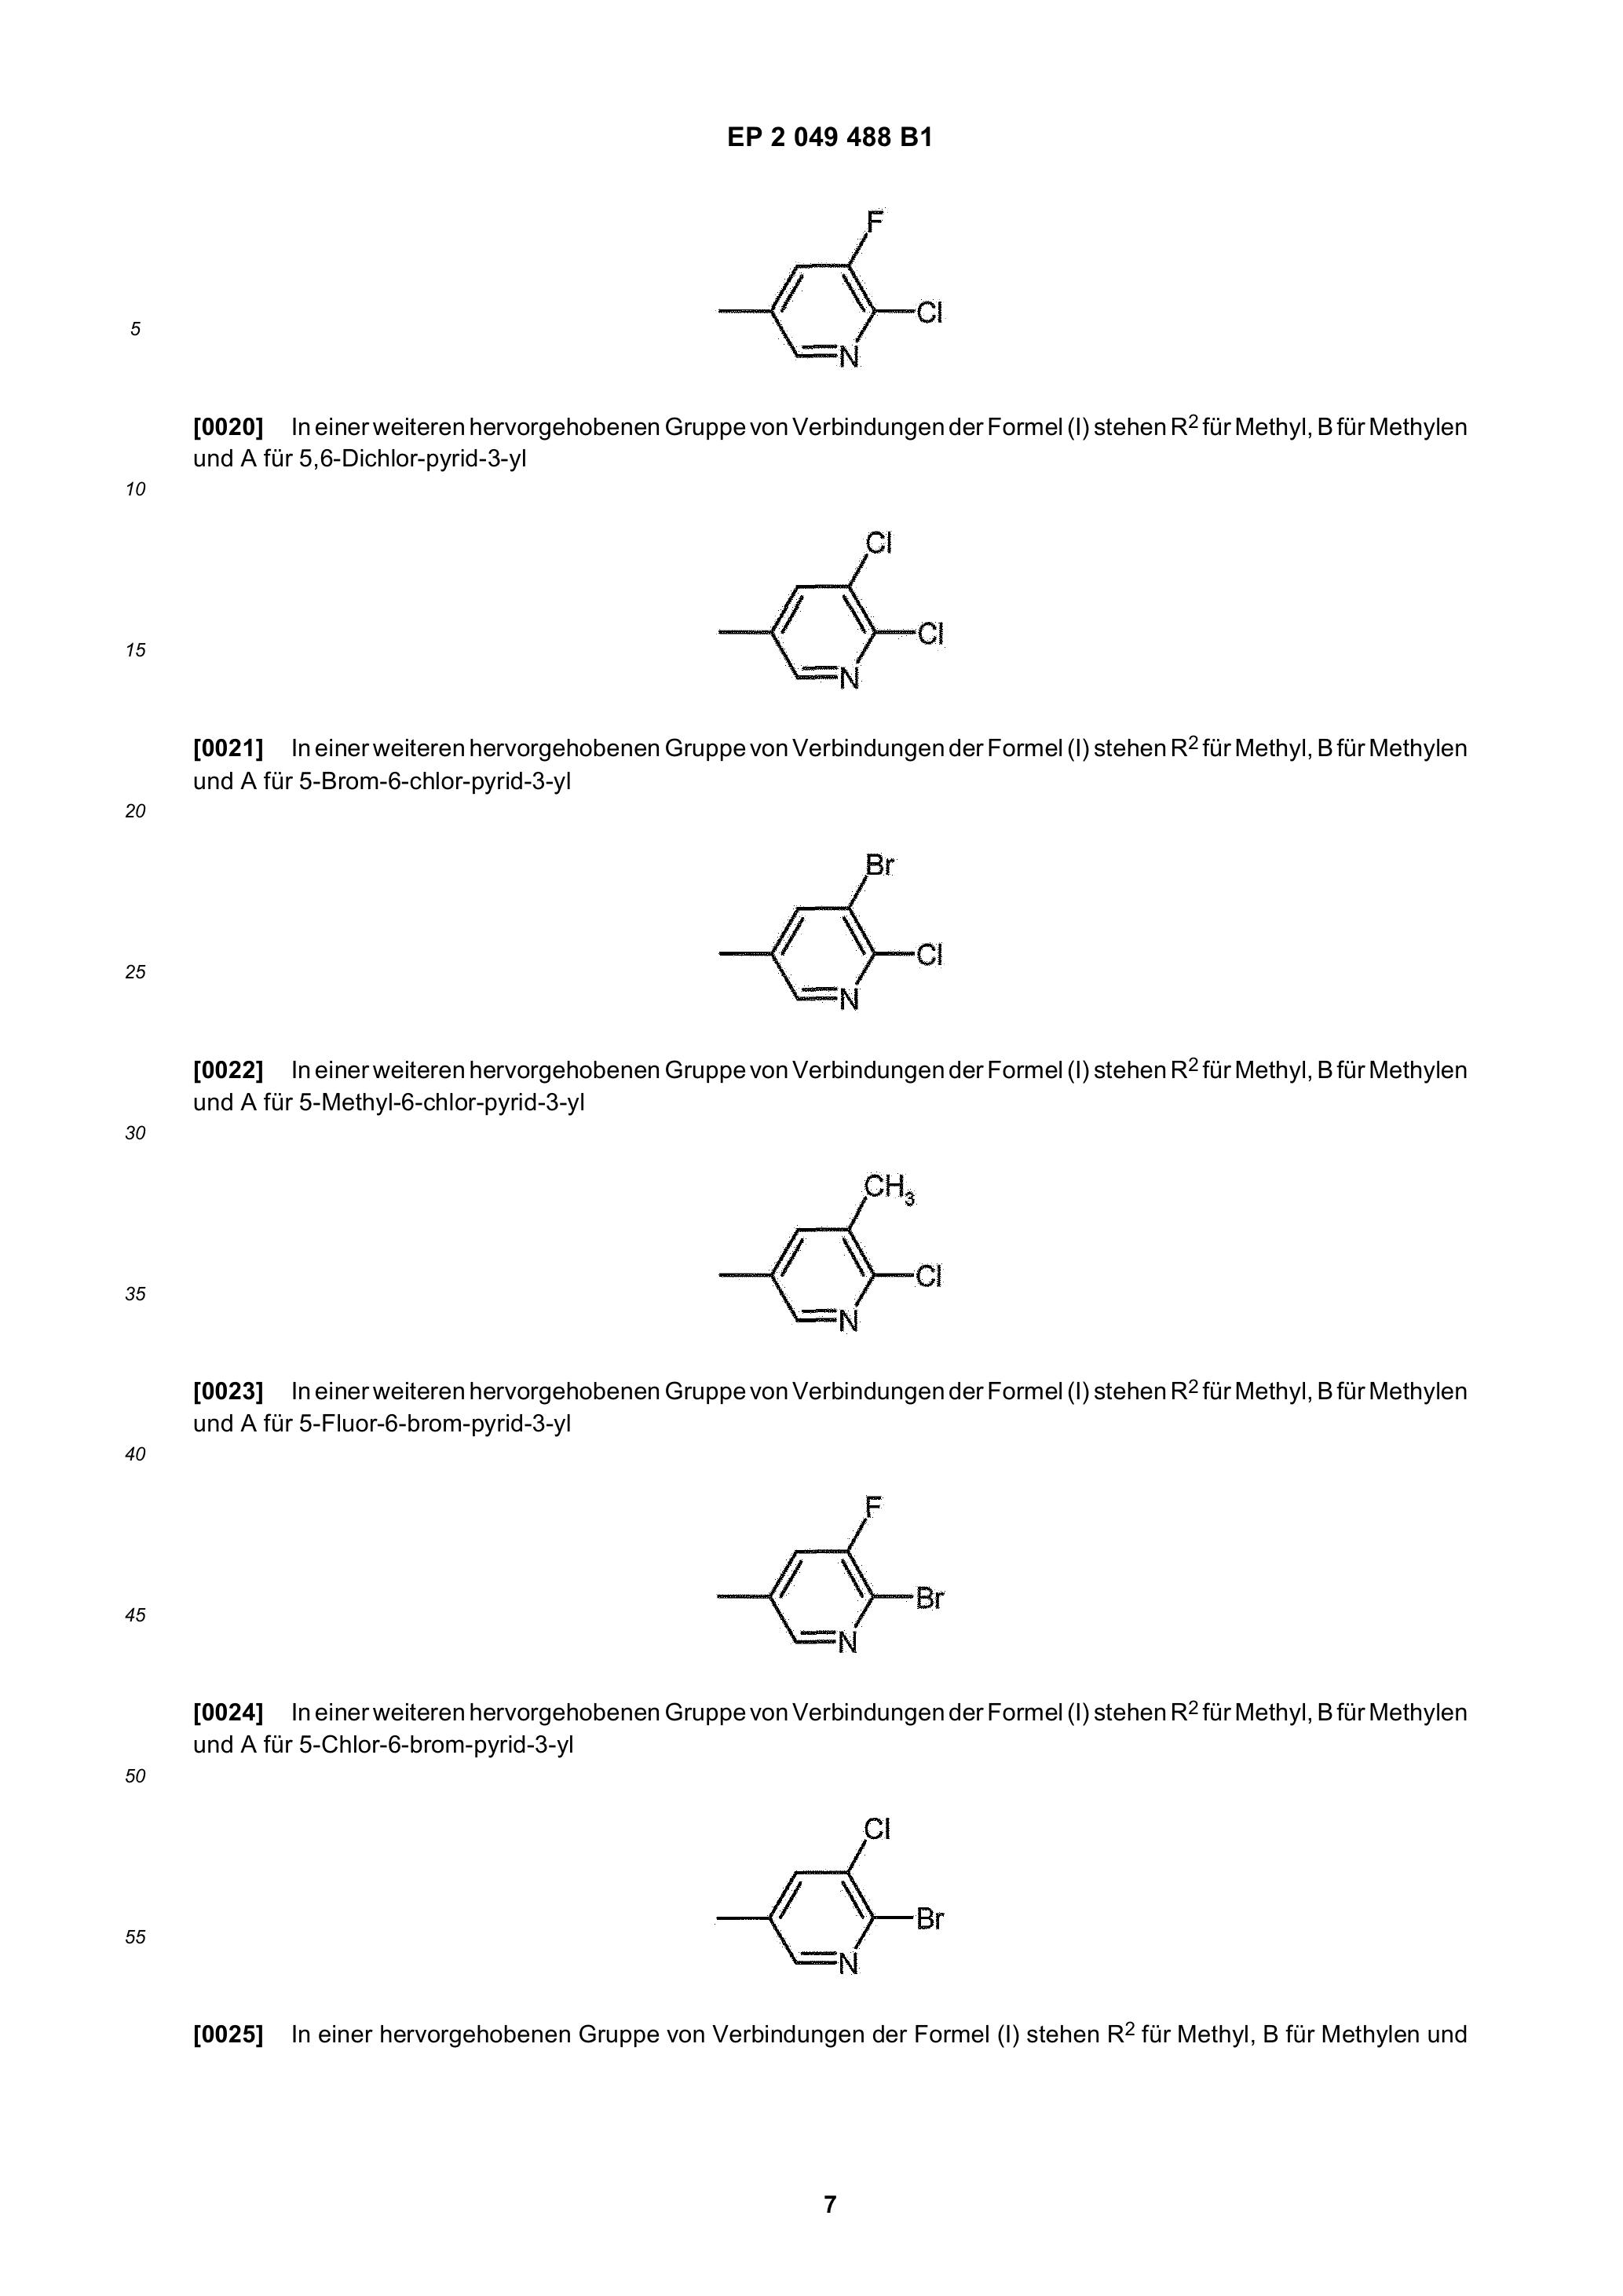 EP 2 049 488 B1
F
5
Cl
N
[0020] In einer weiteren hervorgehobenen Gruppe von Verbindungen der Formel (I) stehen R2 für Methyl, B für Methylen
und A für 5,6-Dichlor-pyrid-3-yl
10
Cl
Cl
15
N
[0021] In einer weiteren hervorgehobenen Gruppe von Verbindungen der Formel (I) stehen R2 für Methyl, B für Methylen
und A für 5-Brom-6-chlor-pyrid-3-yl
20
Br
Cl
25
N
[0022] In einer weiteren hervorgehobenen Gruppe von Verbindungen der Formel (I) stehen R2 für Methyl, B für Methylen
und A für 5-Methyl-6-chlor-pyrid-3-yl
30
CH3
Cl
35
N
[0023] In einer weiteren hervorgehobenen Gruppe von Verbindungen der Formel (I) stehen R2 für Methyl, B für Methylen
und A für 5-Fluor-6-brom-pyrid-3-yl
40
F
Br
45
N
[0024] In einer weiteren hervorgehobenen Gruppe von Verbindungen der Formel (I) stehen R2 für Methyl, B für Methylen
und A für 5-Chlor-6-brom-pyrid-3-yl
50
Cl
Br
55
N
[0025] In einer hervorgehobenen Gruppe von Verbindungen der Formel (I) stehen R2 für Methyl, B für Methylen und
7